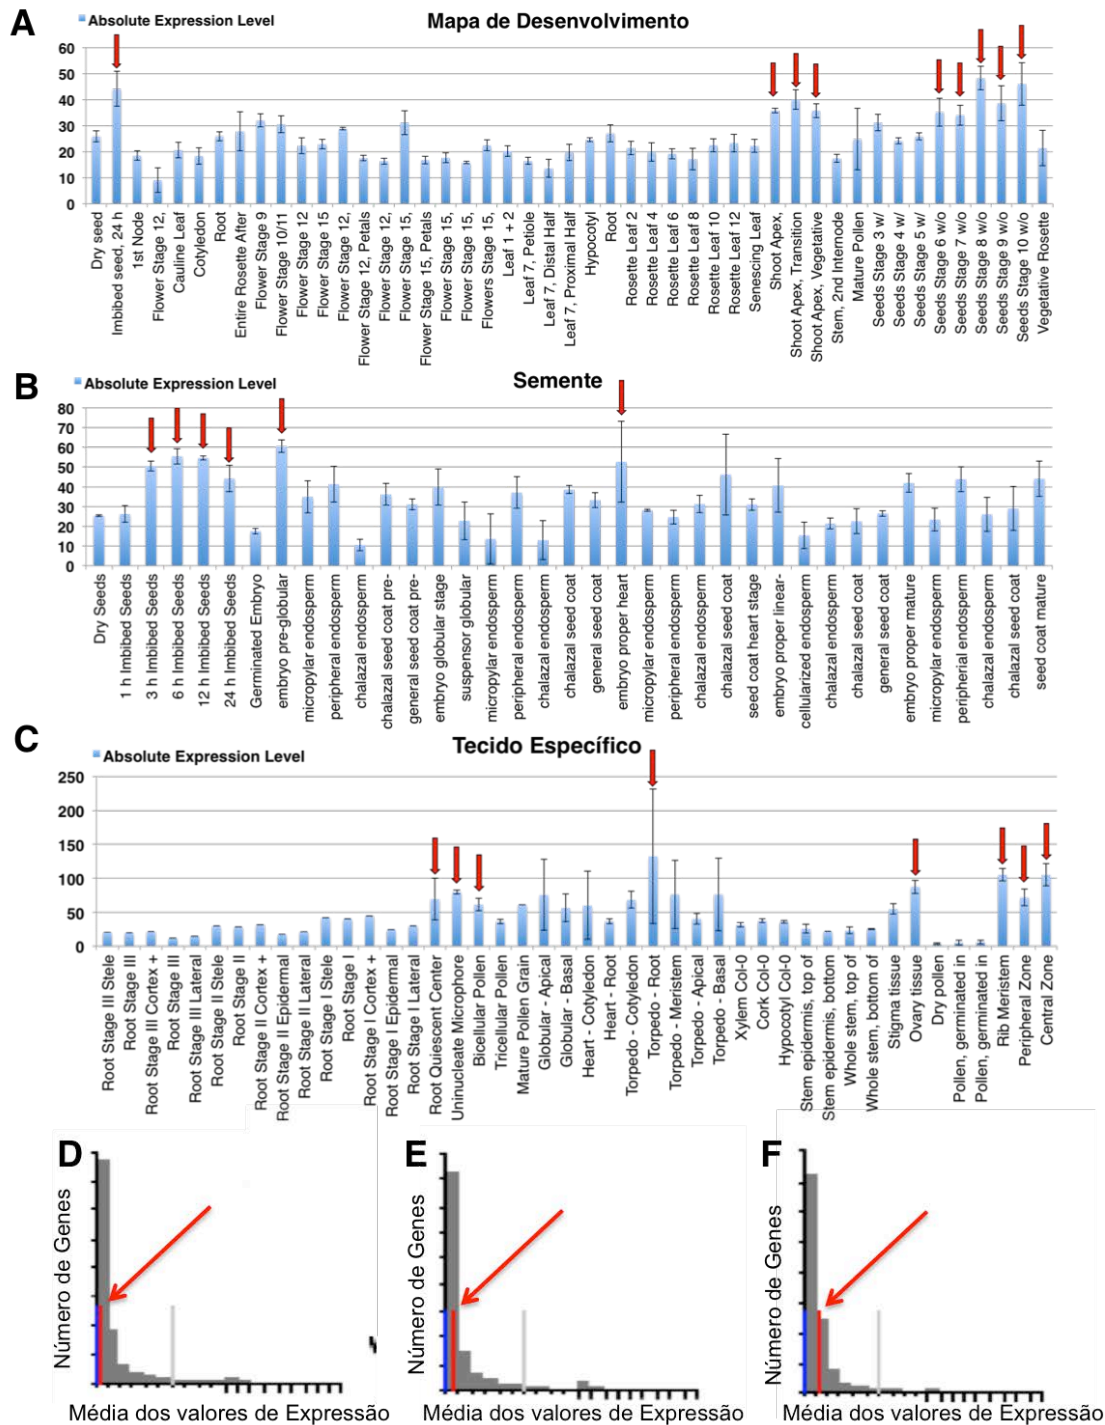 A
Absolute Expression Level
Mapa de Desenvolvimento
60
50
40
30
20
10
0
Dry seed
Imbibed seed, 24 h
1st Node
Flower Stage 12,
Cauline Leaf
Cotyledon
Root
Entire Rosette After
Flower Stage 9
Flower Stage 10/11
Flower Stage 12
Flower Stage 15
Flower Stage 12,
Flower Stage 12, Petals
Flower Stage 12,
Flower Stage 15,
Flower Stage 15, Petals
Flower Stage 15,
Flower Stage 15,
Flowers Stage 15,
Leaf 1 + 2
Leaf 7, Petiole
Leaf 7, Distal Half
Leaf 7, Proximal Half
Hypocotyl
Root
Rosette Leaf 2
Rosette Leaf 4
Rosette Leaf 6
Rosette Leaf 8
Rosette Leaf 10
Rosette Leaf 12
Senescing Leaf
Shoot Apex,
Shoot Apex, Transition
Shoot Apex, Vegetative
Stem, 2nd Internode
Mature Pollen
Seeds Stage 3 w/
Seeds Stage 4 w/
Seeds Stage 5 w/
Seeds Stage 6 w/o
Seeds Stage 7 w/o
Seeds Stage 8 w/o
Seeds Stage 9 w/o
Seeds Stage 10 w/o
Vegetative Rosette
B
Absolute Expression Level
Semente
80
70
60
50
40
30
20
10
0
Dry Seeds
1 h Imbibed Seeds
3 h Imbibed Seeds
6 h Imbibed Seeds
12 h Imbibed Seeds
24 h Imbibed Seeds
Germinated Embryo
embryo pre-globular
micropylar endosperm
peripheral endosperm
chalazal endosperm
chalazal seed coat pre-
general seed coat pre-
embryo globular stage
suspensor globular
micropylar endosperm
peripheral endosperm
chalazal endosperm
chalazal seed coat
general seed coat
embryo proper heart
micropylar endosperm
peripheral endosperm
chalazal endosperm
chalazal seed coat
seed coat heart stage
embryo proper linear-
cellularized endosperm
chalazal endosperm
chalazal seed coat
general seed coat
embryo proper mature
micropylar endosperm
peripherial endosperm
chalazal endosperm
chalazal seed coat
seed coat mature
C
Absolute Expression Level
Tecido Específico
250
200
150
100
50
0
Root Stage III Stele
Root Stage III
Root Stage III Cortex +
Root Stage III
Root Stage III Lateral
Root Stage II Stele
Root Stage II
Root Stage II Cortex +
Root Stage II Epidermal
Root Stage II Lateral
Root Stage I Stele
Root Stage I
Root Stage I Cortex +
Root Stage I Epidermal
Root Stage I Lateral
Root Quiescent Center
Uninucleate Microphore
Bicellular Pollen
Tricellular Pollen
Mature Pollen Grain
Globular - Apical
Globular - Basal
Heart - Cotyledon
Heart - Root
Torpedo - Cotyledon
Torpedo - Root
Torpedo - Meristem
Torpedo - Apical
Torpedo - Basal
Xylem Col-0
Cork Col-0
Hypocotyl Col-0
Stem epidermis, top of
Stem epidermis, bottom
Whole stem, top of
Whole stem, bottom of
Stigma tissue
Ovary tissue
Dry pollen
Pollen, germinated in
Pollen, germinated in
Rib Meristem
Peripheral Zone
Central Zone
D
Número de Genes
Média dos valores de Expressão
E
Número de Genes
Média dos valores de Expressão
F
Número de Genes
Média dos valores de Expressão